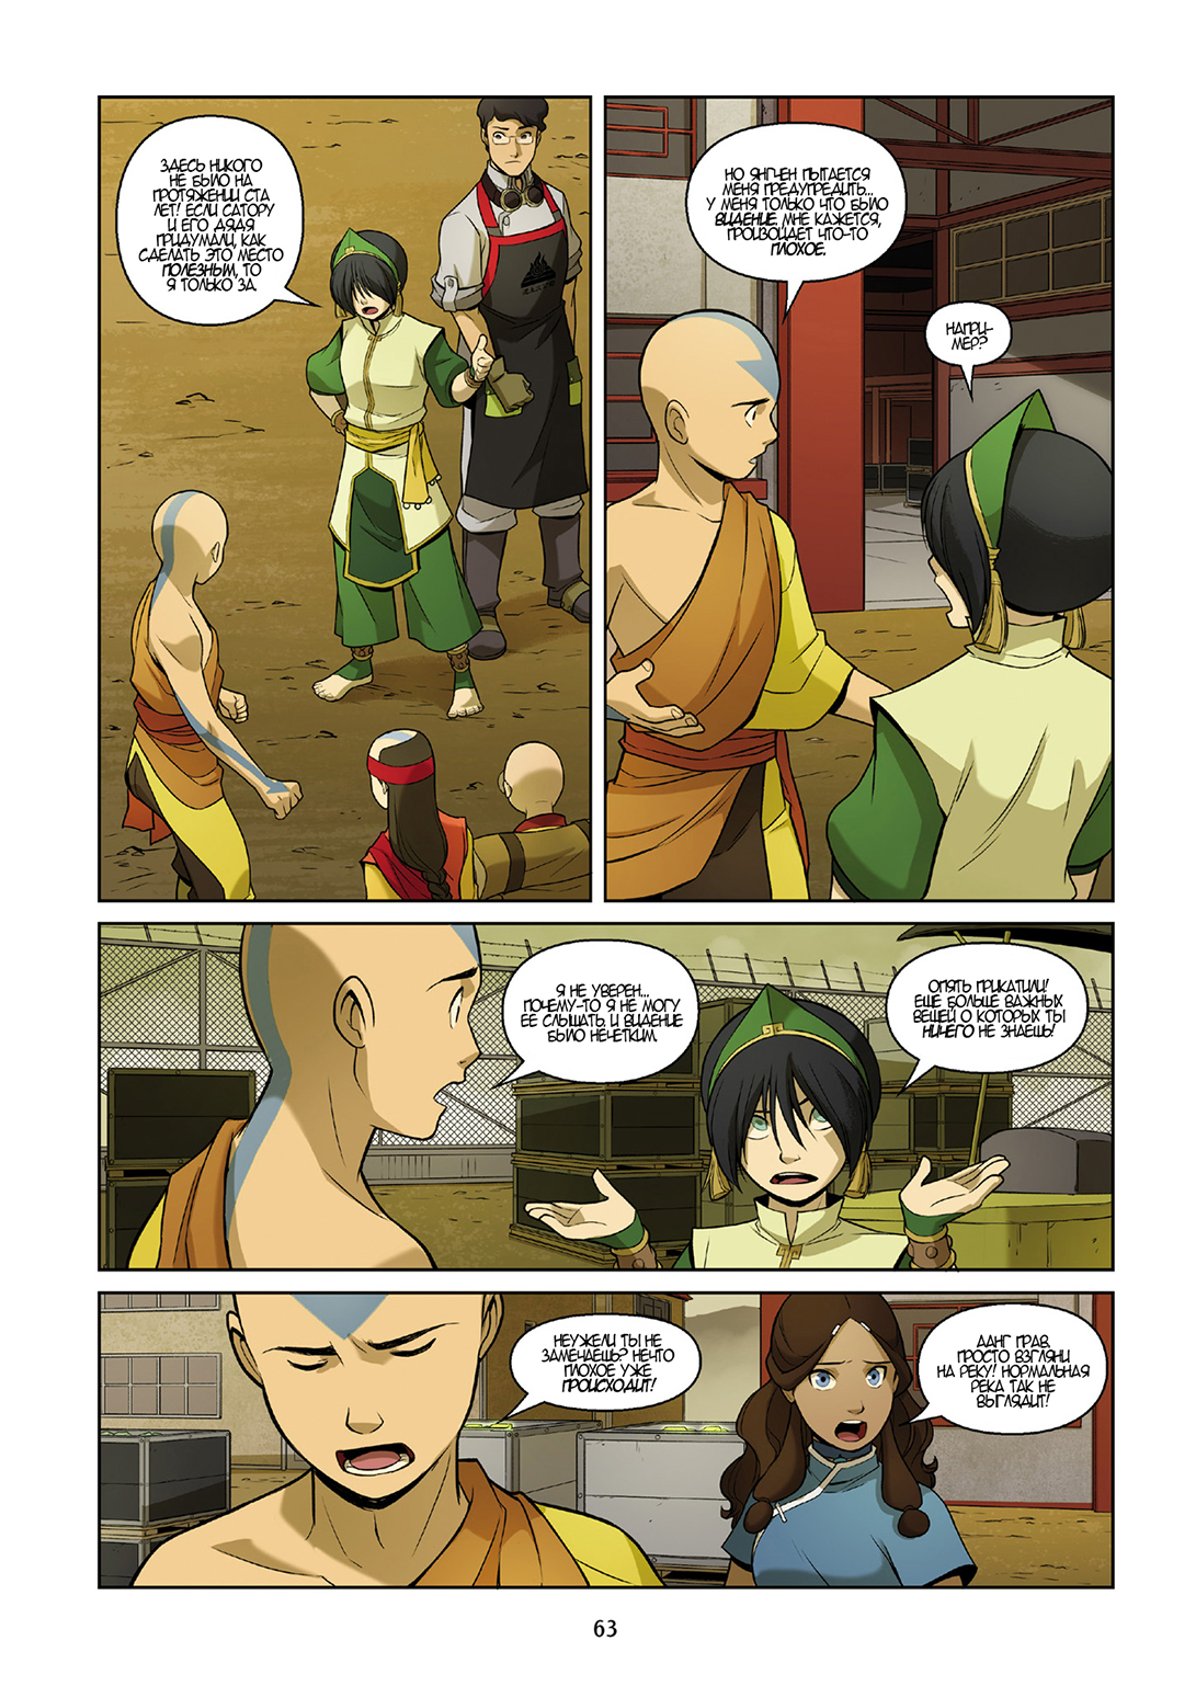 ЗДЕСЬ НИКОГО
НЕ БЫЛО НА
ПРОТЯЖЕНИИ СТА
ЛЕТ! ЕСЛИ САТОРУ
И ЕГО ДЯДЯ
ПРИДУМАЛИ, КАК
СДЕЛАТЬ ЭТО МЕСТО
ПОЛЕЗНЫМ, ТО
Я ТОЛЬКО ЗА.
НО ЯНГЧЕН ПЫТАЕТСЯ
МЕНЯ ПРЕДУПРЕДИТЬ...
У МЕНЯ ТОЛЬКО ЧТО БЫЛО
ВИДЕНИЕ, МНЕ КАЖЕТСЯ,
ПРОИЗОЙДЕТ ЧТО-ТО
ПЛОХОЕ.
НАПРИ-
МЕР?
Я НЕ УВЕРЕН...
ПОЧЕМУ-ТО Я НЕ МОГУ
ЕЕ СЛЫШАТЬ, И ВИДЕНИЕ
БЫЛО НЕЧЕТКИМ.
ОПЯТЬ ПРИКАТИЛИ!
ЕЩЕ БОЛЬШЕ ВАЖНЫХ
ВЕЩЕЙ О КОТОРЫХ ТЫ
НИЧЕГО НЕ ЗНАЕШЬ!
НЕУЖЕЛИ ТЫ НЕ
ЗАМЕЧАЕШЬ? НЕЧТО
ПЛОХОЕ УЖЕ
ПРОИСХОДИТ!
ААНГ ПРАВ.
ПРОСТО ВЗГЛЯНИ
НА РЕКУ! НОРМАЛЬНАЯ
РЕКА ТАК НЕ
ВЫГЛЯДИТ!
63